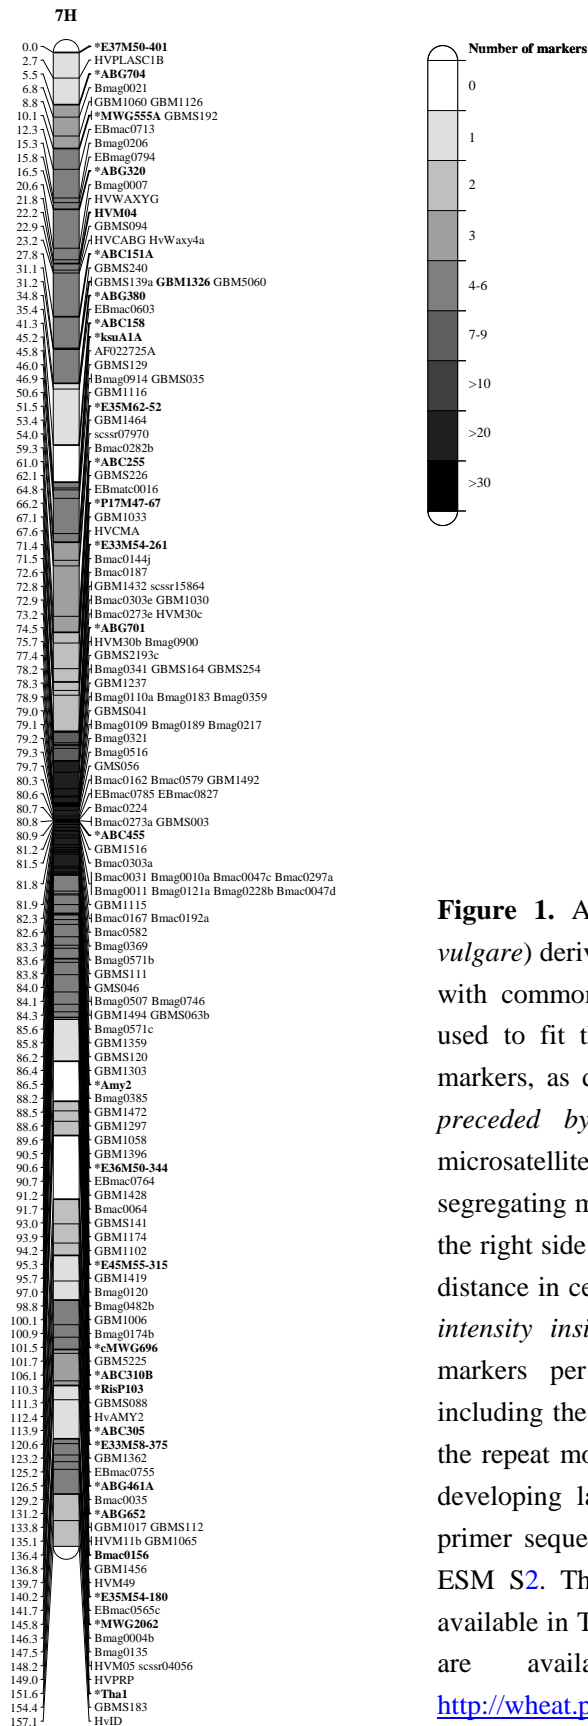 7H
0.0 *E37M50-401
2.7 HVPLASC1B
5.5 *ABG704
6.8 Bmag0021
8.8 GBM1060 GBM1126
10.1 *MWG555A GBMS192
12.3 EBmac0713
15.3 Bmag0206
15.8 EBmag0794
16.5 *ABG320
20.6 Bmag0007
21.8 HVWAXYG
22.2 HVM04
22.9 GBMS094
23.2 HVCABG HvWaxy4a
27.8 *ABC151A
31.1 GBMS240
31.2 GBMS139a GBM1326 GBM5060
34.8 *ABG380
35.4 EBmac0603
41.3 *ABC158
45.2 *ksuA1A
45.8 AF022725A
46.0 GBMS129
46.9 Bmag0914 GBMS035
50.6 GBM1116
51.5 *E35M62-52
53.4 GBM1464
54.0 scssr07970
59.3 Bmac0282b
61.0 *ABC255
62.1 GBMS226
64.8 EBmatc0016
66.2 *P17M47-67
67.1 GBM1033
67.6 HVCMA
71.4 *E33M54-261
71.5 Bmac0144j
72.6 Bmac0187
72.8 GBM1432 scssr15864
72.9 Bmac0303e GBM1030
73.2 Bmac0273e HVM30c
74.5 *ABG701
75.7 HVM30b Bmag0900
77.4 GBMS2193c
78.2 Bmag0341 GBMS164 GBMS254
78.3 GBM1237
78.9 Bmag0110a Bmag0183 Bmag0359
79.0 GBMS041
79.1 Bmag0109 Bmag0189 Bmag0217
79.2 Bmag0321
79.3 Bmag0516
79.7 GMS056
80.3 Bmac0162 Bmac0579 GBM1492
80.6 EBmac0785 EBmac0827
80.7 Bmac0224
80.8 Bmac0273a GBMS003
80.9 *ABC455
81.2 GBM1516
81.5 Bmac0303a
81.8 Bmac0031 Bmag0010a Bmac0047c Bmac0297a
Bmag0011 Bmag0121a Bmag0228b Bmac0047d
81.9 GBM1115
82.3 Bmac0167 Bmac0192a
82.6 Bmac0582
83.3 Bmag0369
83.6 Bmag0571b
83.8 GBMS111
84.0 GMS046
84.1 Bmag0507 Bmag0746
84.3 GBM1494 GBMS063b
85.6 Bmag0571c
85.8 GBM1359
86.2 GBMS120
86.4 GBM1303
86.5 *Amy2
88.2 Bmag0385
88.5 GBM1472
88.6 GBM1297
89.6 GBM1058
90.5 GBM1396
90.6 *E36M50-344
90.7 EBmac0764
91.2 GBM1428
91.7 Bmac0064
93.0 GBMS141
93.9 GBM1174
94.2 GBM1102
95.3 *E45M55-315
95.7 GBM1419
97.0 Bmag0120
98.8 Bmag0482b
100.1 GBM1006
100.9 Bmag0174b
101.5 *cMWG696
101.7 GBM5225
106.1 *ABC310B
110.3 *RisP103
111.3 GBMS088
112.4 HvAMY2
113.9 *ABC305
120.6 *E33M58-375
123.2 GBM1362
125.2 EBmac0755
126.5 *ABG461A
129.2 Bmac0035
131.2 *ABG652
133.8 GBM1017 GBMS112
135.1 HVM11b GBM1065
136.4 Bmac0156
136.8 GBM1456
139.7 HVM49
140.2 *E35M54-180
141.7 EBmac0565c
145.8 *MWG2062
146.3 Bmag0004b
147.5 Bmag0135
148.2 HVM05 scssr04056
149.0 HVPRP
151.6 *Tha1
154.4 GBMS183
157.1 HvID
Number of markers
0
1
2
3
4-6
7-9
>10
>20
>30
Figure 1. A
vulgare) deriv
with common
used to fit t
markers, as
preceded by
microsatellite
segregating m
the right side
distance in ce
intensity insi
markers per
including the
the repeat mo
developing la
primer seque
ESM S2. Th
available in T
are avail
http://wheat.p